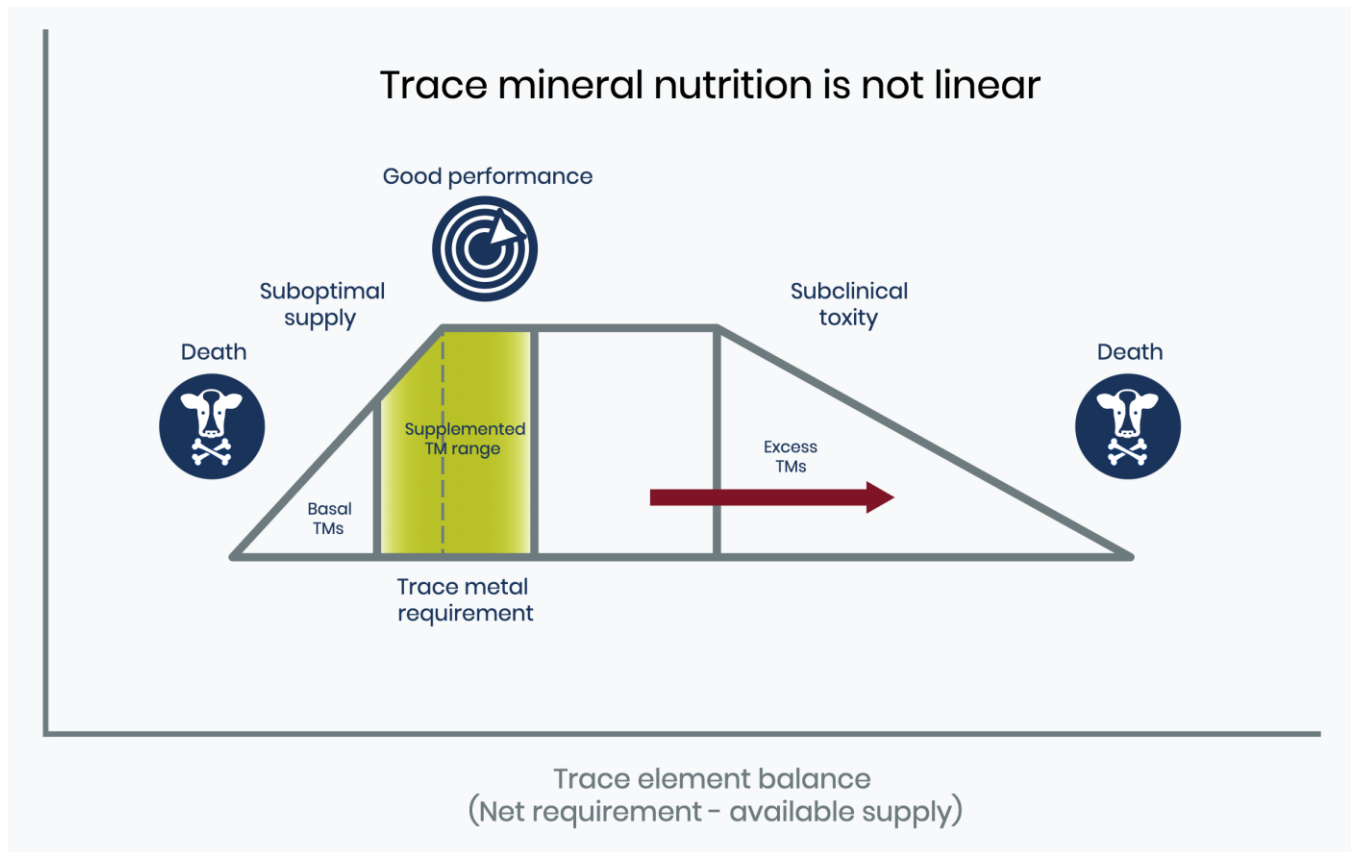 Trace mineral nutrition is not linear
Good performance
Suboptimal
supply
Subclinical
toxity
Death
Death
Supplemented
TM range
Excess
TMs
Basal
TMs
Trace metal
requirement
Trace element balance
(Net requirement - available supply)